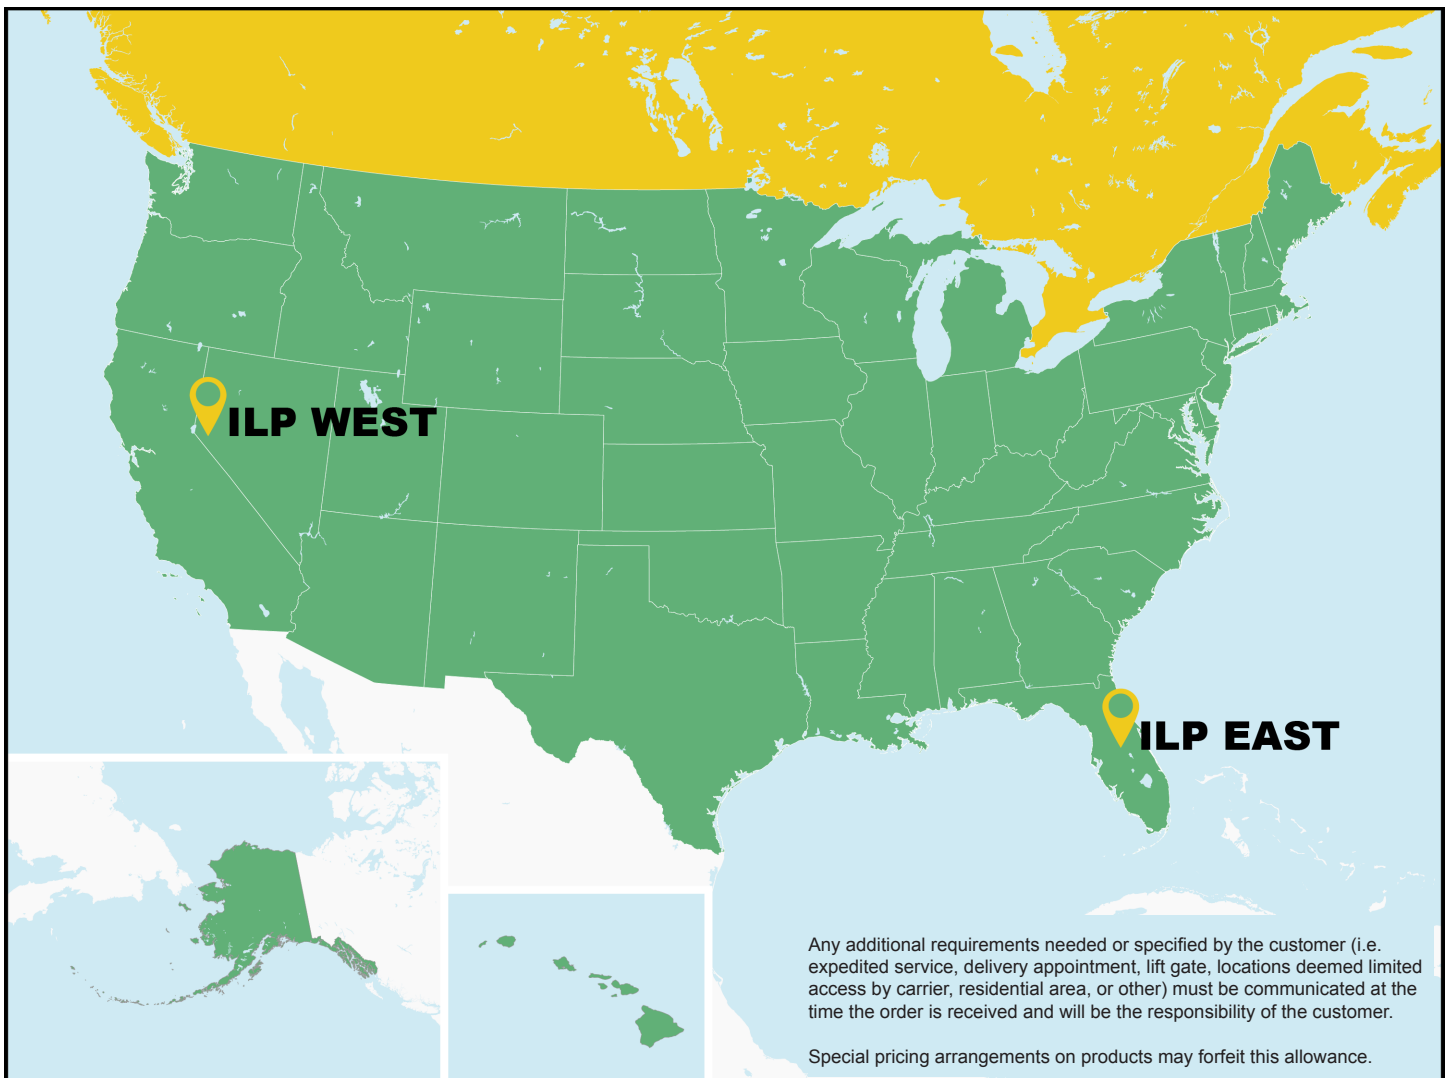 ILP WEST
ILP EAST
Any additional requirements needed or specified by the customer (i.e.
expedited service, delivery appointment, lift gate, locations deemed limited
access by carrier, residential area, or other) must be communicated at the
time the order is received and will be the responsibility of the customer.
Special pricing arrangements on products may forfeit this allowance.